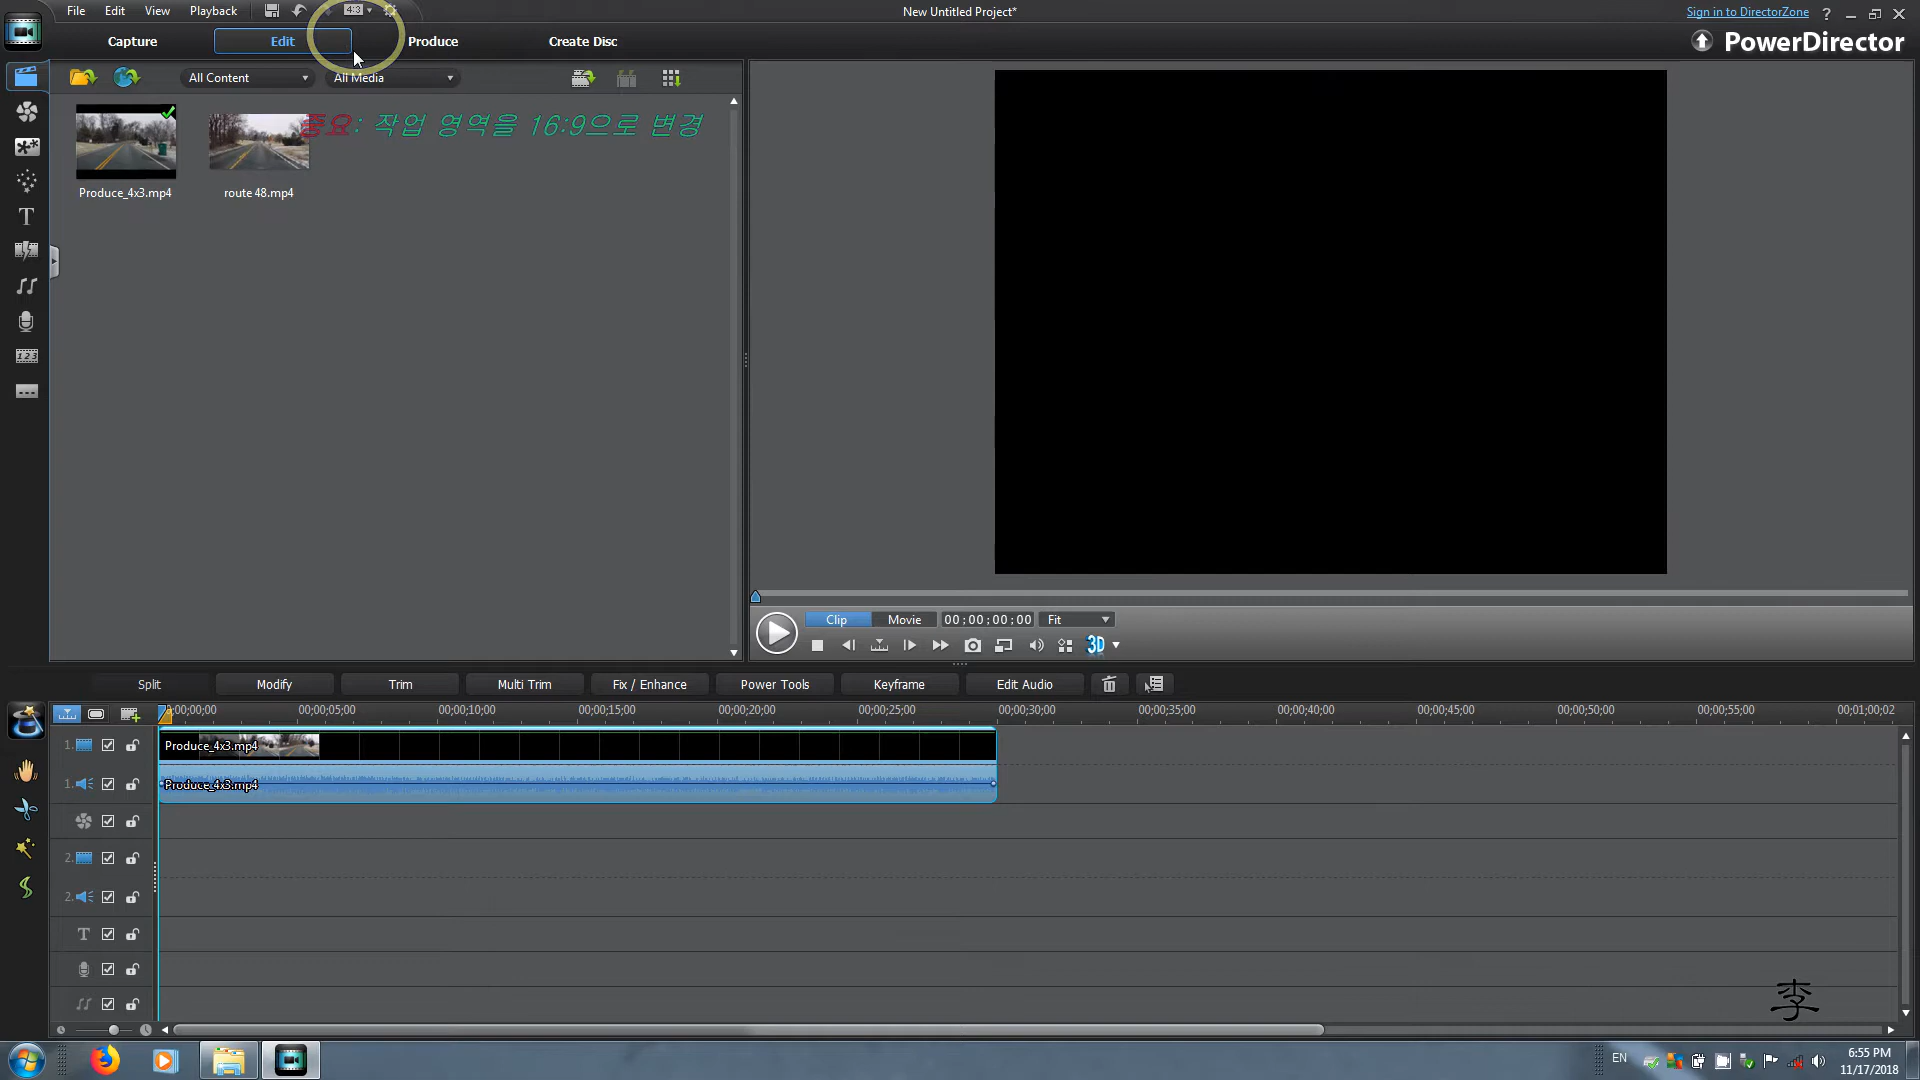 File Edit View Playback 4:3 New Untitled Project* Sign in to DirectorZone ?
Capture Edit Produce Create Disc PowerDirector
All Content All Media
중요: 작업 영역을 16:9으로 변경
Produce_4x3.mp4 route 48.mp4
T
123
Clip Movie 00;00;00;00 Fit
3D
Split Modify Trim Multi Trim Fix / Enhance Power Tools Keyframe Edit Audio
00;00;00;00 00;00;05;00 00;00;10;00 00;00;15;00 00;00;20;00 00;00;25;00 00;00;30;00 00;00;35;00 00;00;40;00 00;00;45;00 00;00;50;00 00;00;55;00 00;01;00;02
1. Produce_4x3.mp4
1. Produce_4x3.mp4
2.
2.
T
李
EN 6:55 PM
11/17/2018